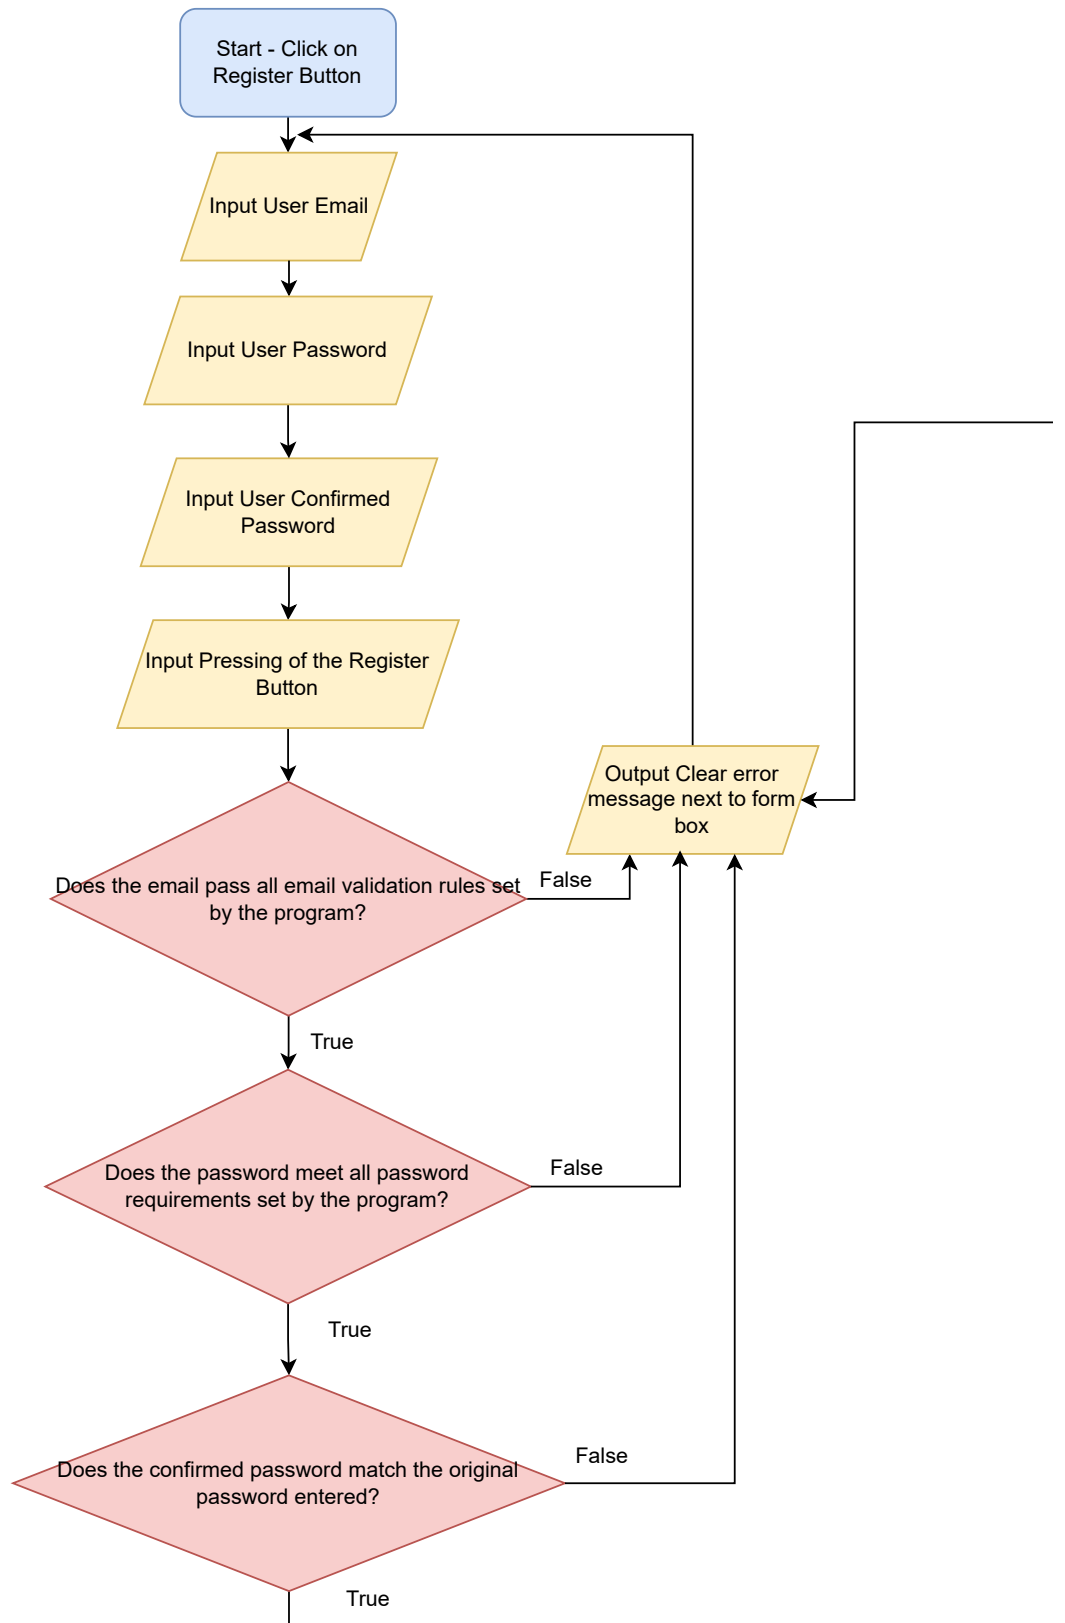 Start - Click on
Register Button
Input User Email
Input User Password
Input User Confirmed
Password
Input Pressing of the Register
Button
Output Clear error
message next to form
box
Does the email pass all email validation rules set
by the program?
False
True
Does the password meet all password
requirements set by the program?
False
True
Does the confirmed password match the original
password entered?
False
True